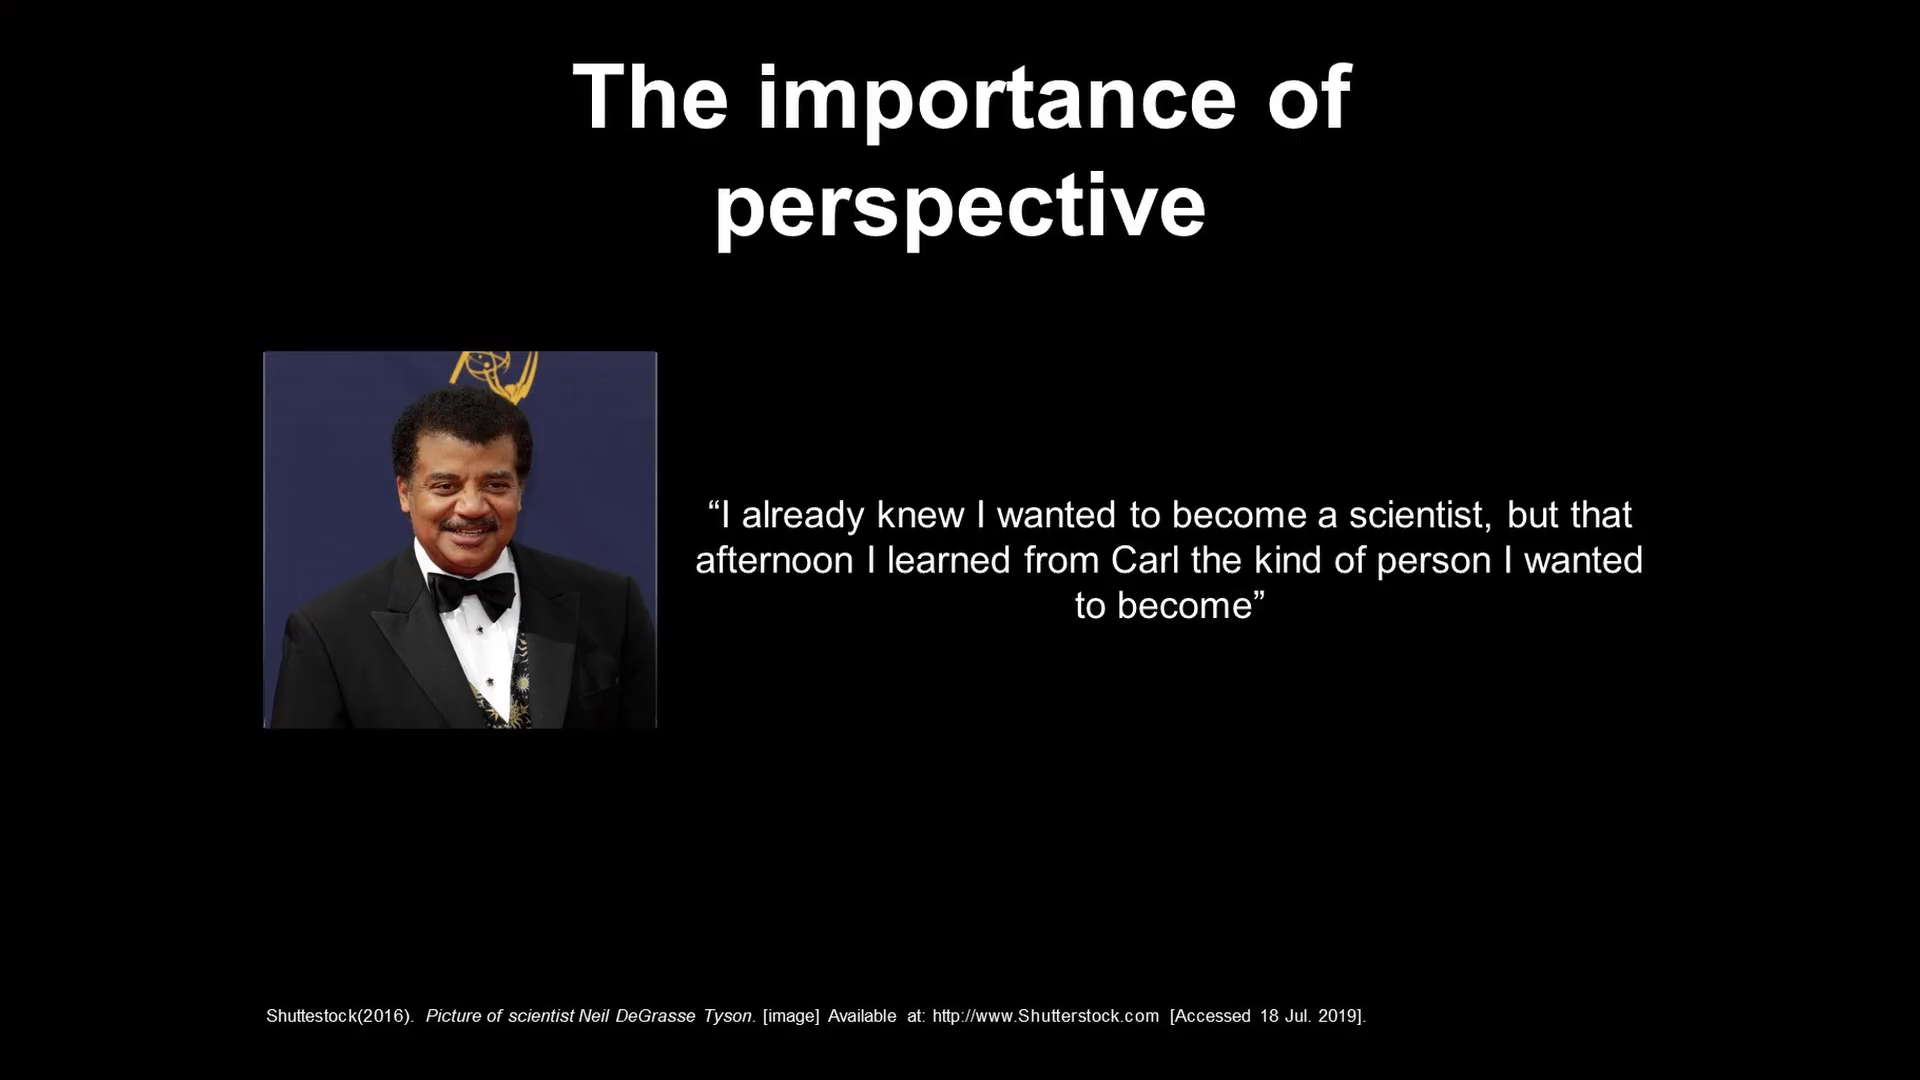 The importance of
perspective
“I already knew I wanted to become a scientist, but that
afternoon I learned from Carl the kind of person I wanted
to become”
Shuttestock(2016). Picture of scientist Neil DeGrasse Tyson. [image] Available at: http://www.Shutterstock.com [Accessed 18 Jul. 2019].